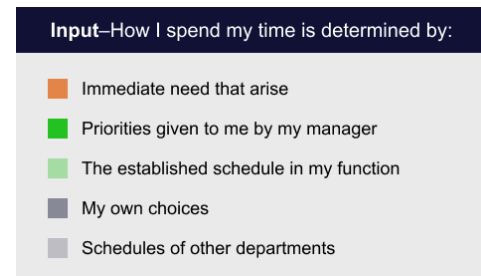 Input–How I spend my time is determined by:
Immediate need that arise
Priorities given to me by my manager
The established schedule in my function
My own choices
Schedules of other departments